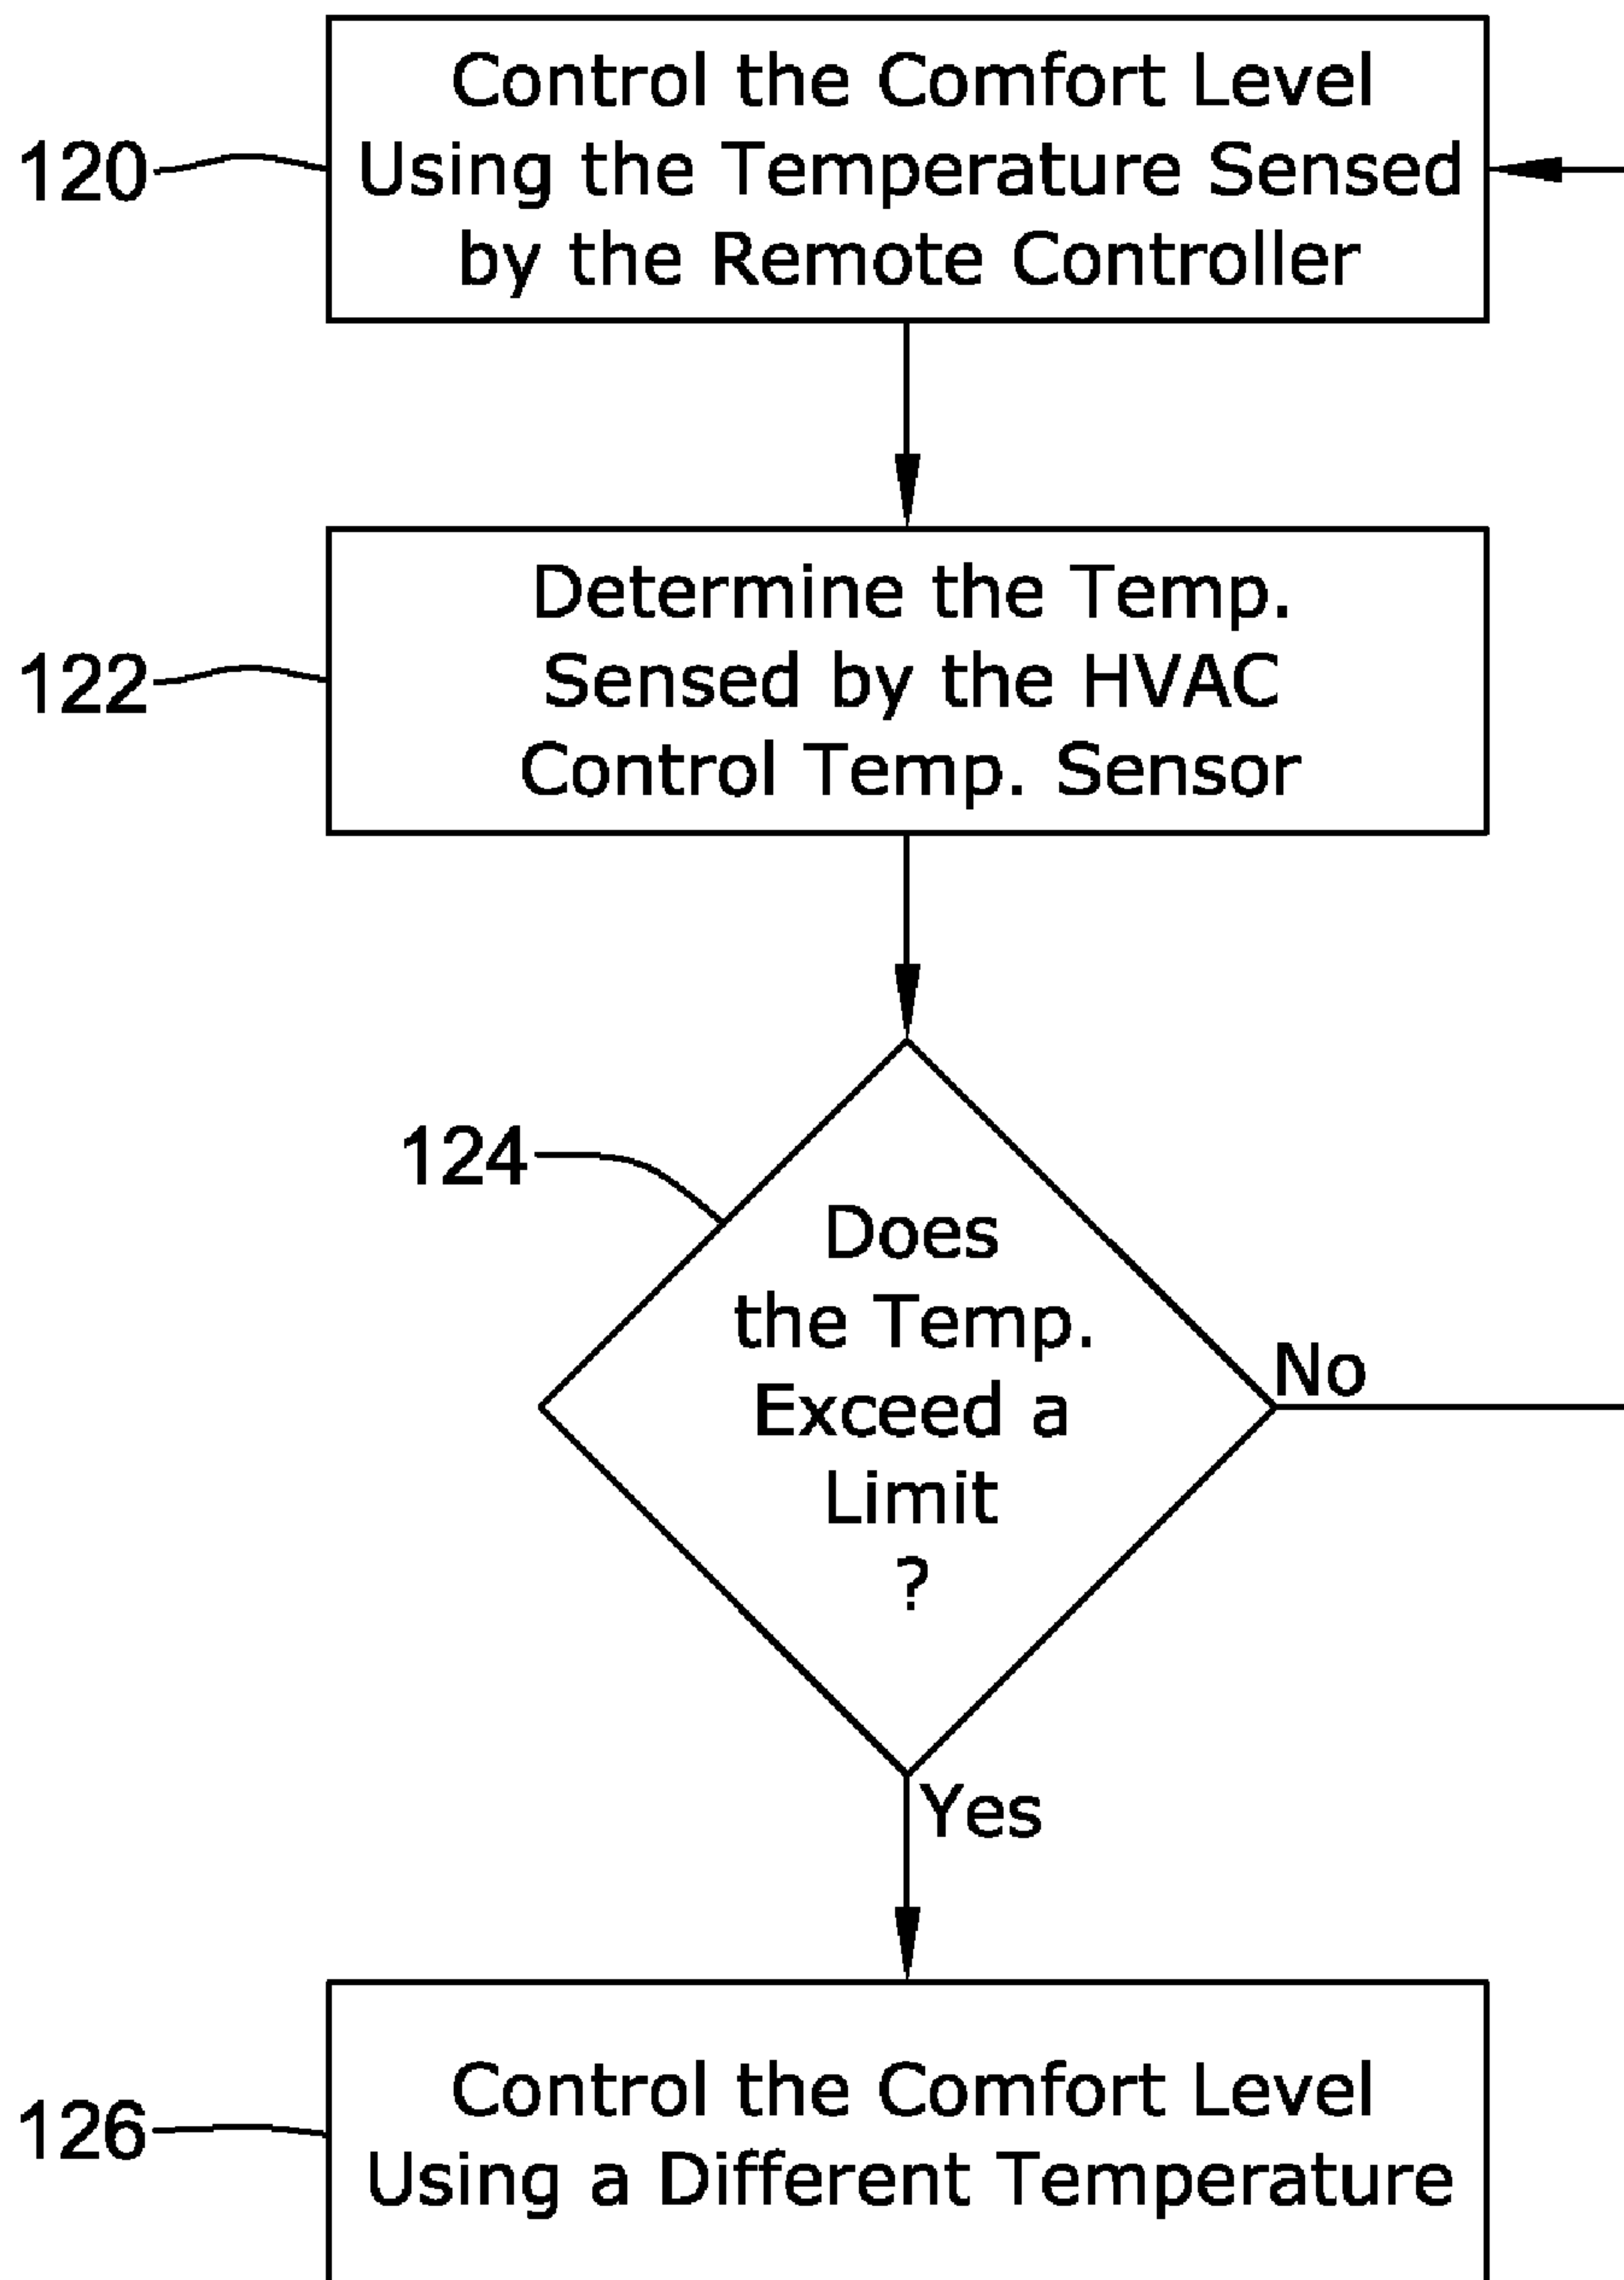 Control the Comfort Level
120
Using the Temperature Sensed
by the Remote Controller
Determine the Temp.
122
Sensed by the HVAC
Control Temp. Sensor
124
Does
the Temp.
Exceed a
Limit
?
No
Yes
Control the Comfort Level
126
Using a Different Temperature